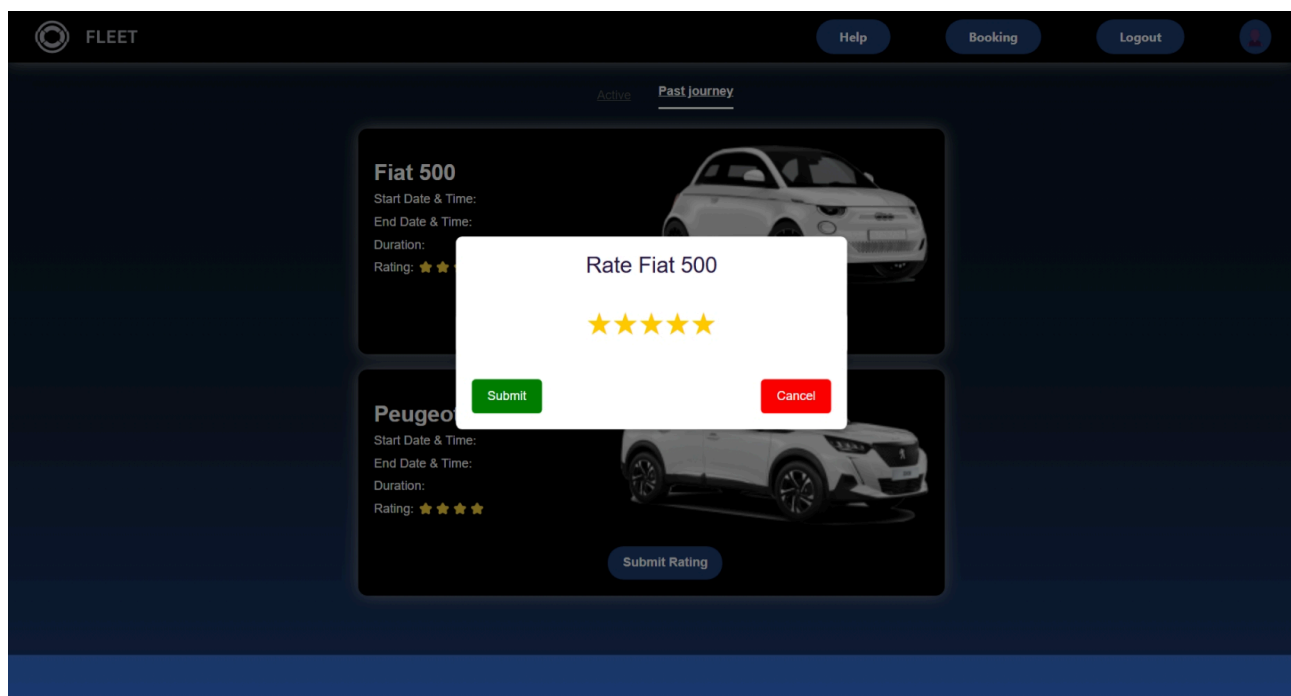 FLEET
Help
Booking
Logout
Active
Past journey
Fiat 500
Start Date & Time:
End Date & Time:
Duration:
Rating:
Rate Fiat 500
Submit
Cancel
Peugeo
Start Date & Time:
End Date & Time:
Duration:
Rating:
Submit Rating